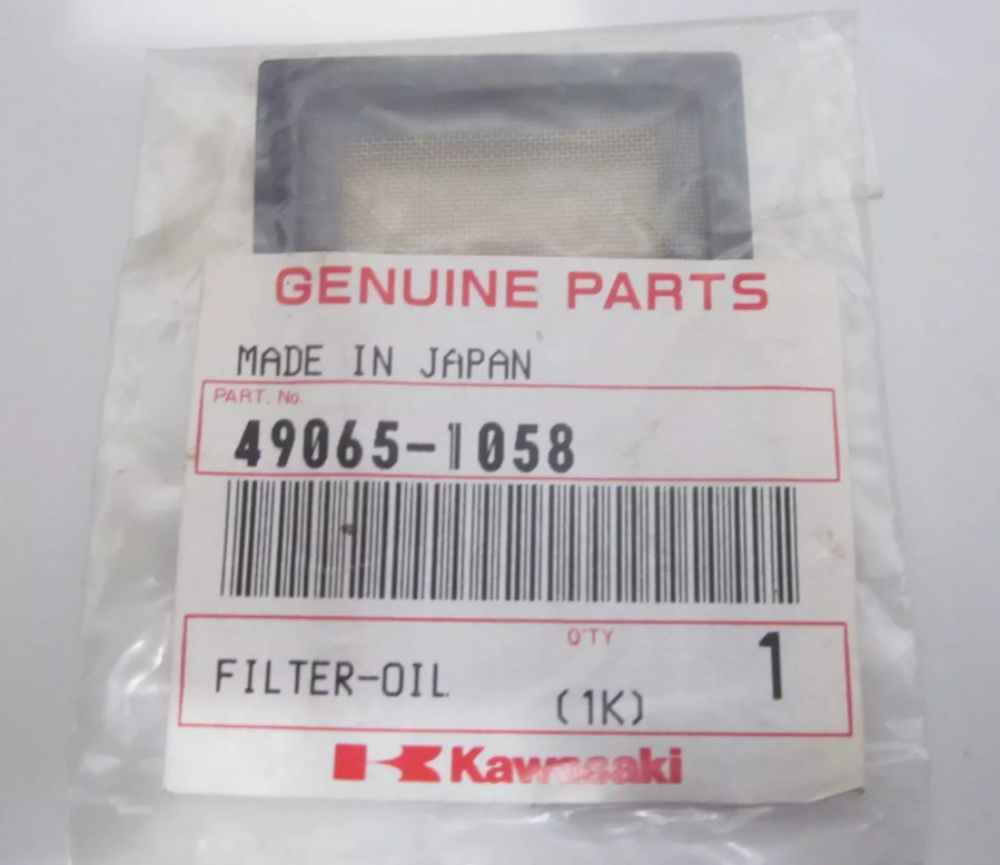 GENUINE PARTS
MADE IN JAPAN
PART. No.
49065-1058
Q'TY
1
FILTER-OIL
(1K)
Kawasaki